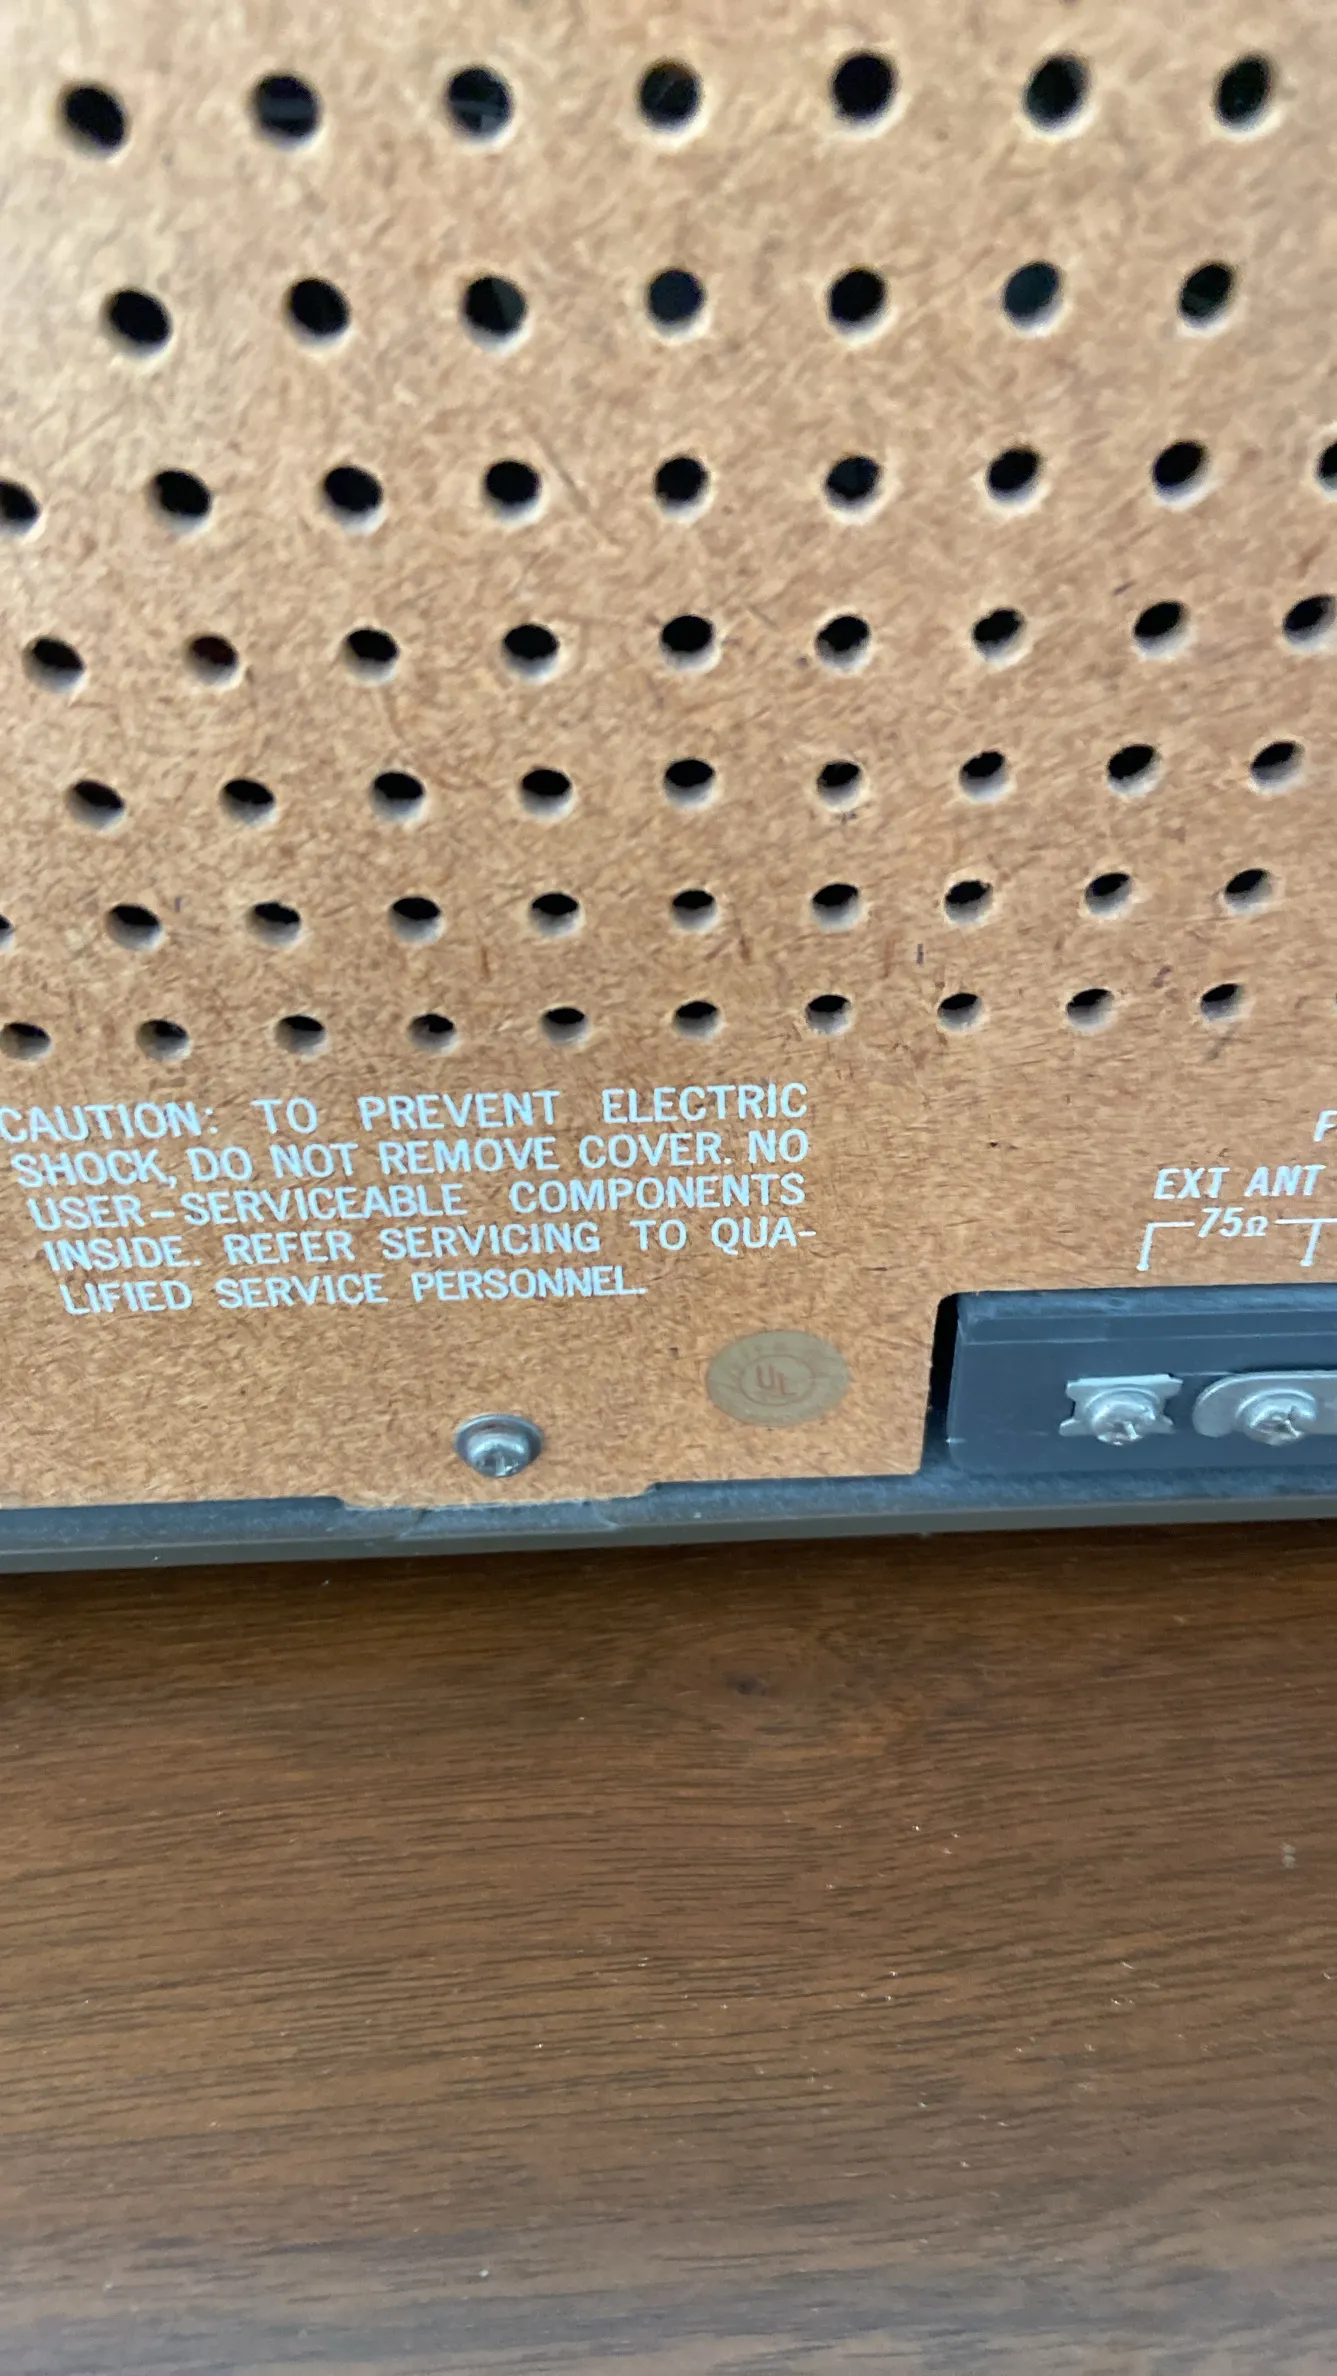 CAUTION: TO PREVENT ELECTRIC
SHOCK, DO NOT REMOVE COVER. NO
USER-SERVICEABLE COMPONENTS
INSIDE. REFER SERVICING TO QUA-
LIFIED SERVICE PERSONNEL.
F
EXT ANT
75Ω
UL